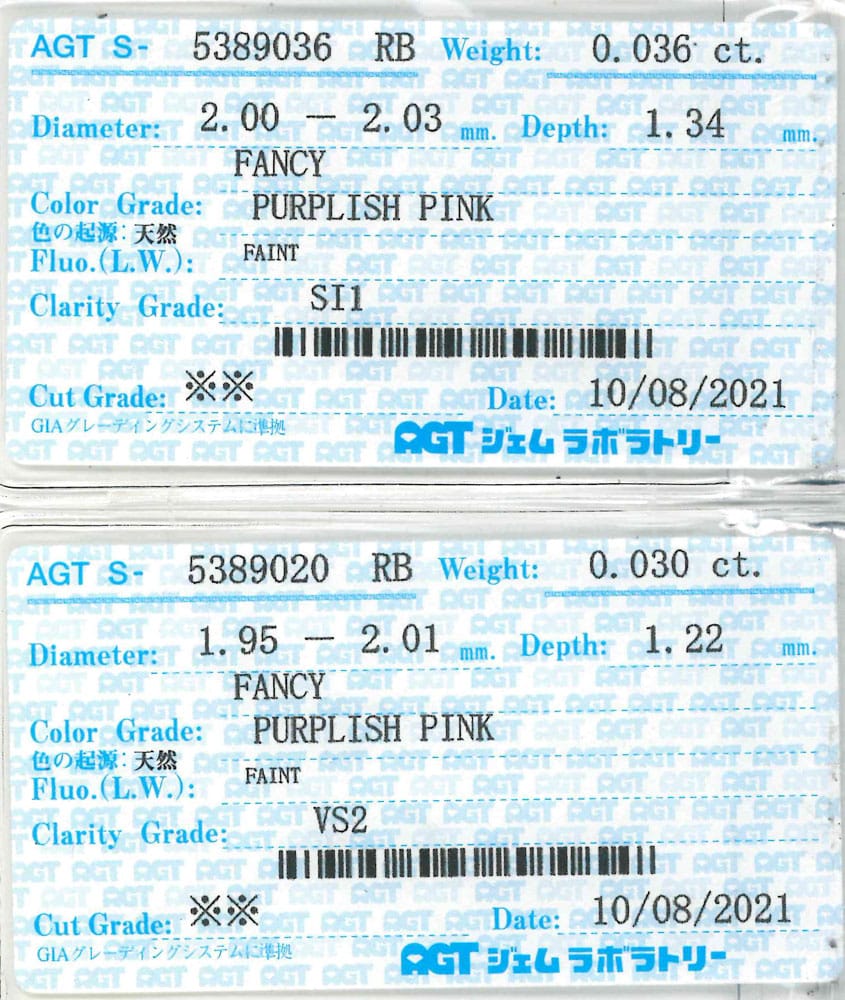 AGT S- 5389036 RB Weight: 0.036 ct.
Diameter: 2.00 — 2.03 mm. Depth: 1.34 mm.
FANCY
Color Grade: PURPLISH PINK
色の起源: 天然
Fluo.(L.W.): FAINT
Clarity Grade: SI1
Cut Grade: ※※ Date: 10/08/2021
GIAグレーディングシステムに準拠
AGT ジェム ラボラトリー
AGT S- 5389020 RB Weight: 0.030 ct.
Diameter: 1.95 — 2.01 mm. Depth: 1.22 mm.
FANCY
Color Grade: PURPLISH PINK
色の起源: 天然
Fluo.(L.W.): FAINT
Clarity Grade: VS2
Cut Grade: ※※ Date: 10/08/2021
GIAグレーディングシステムに準拠
AGT ジェム ラボラトリー